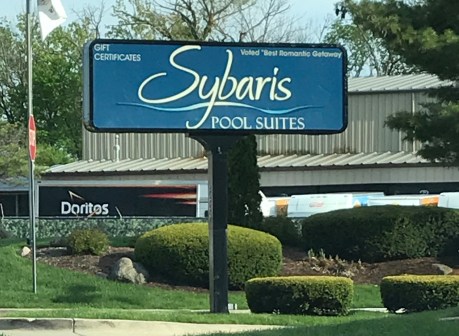 GIFT
CERTIFICATES
Voted "Best Romantic Getaway
Sybaris
POOL SUITES
Doritos